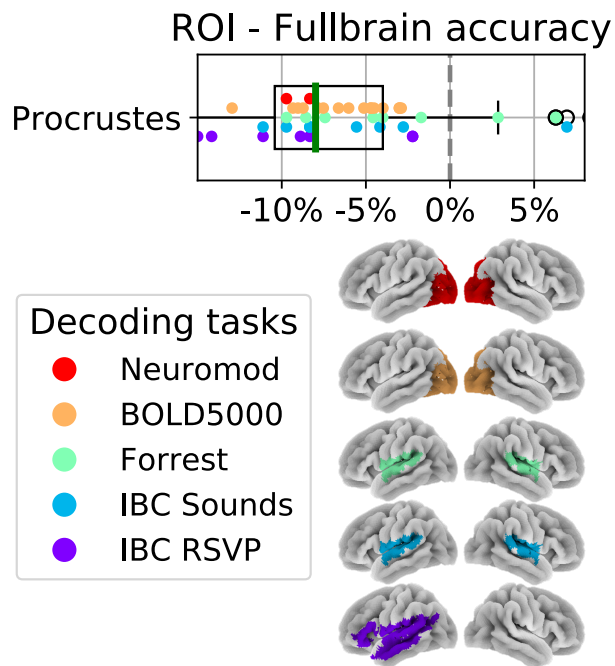 ROI - Fullbrain accuracy
Procrustes
-10% -5% 0% 5%
Decoding tasks
Neuromod
BOLD5000
Forrest
IBC Sounds
IBC RSVP